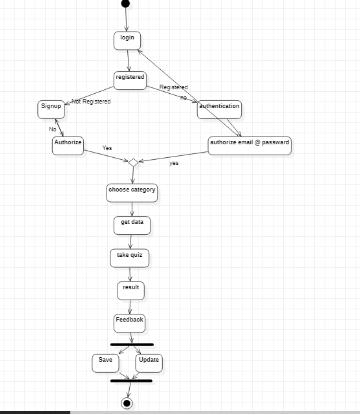 login
registered
Registered
Not Registered
no
Signup
authentication
No
Authorize
authorize email @ passward
Yes
yes
choose category
get data
take quiz
result
Feedback
Save
Update